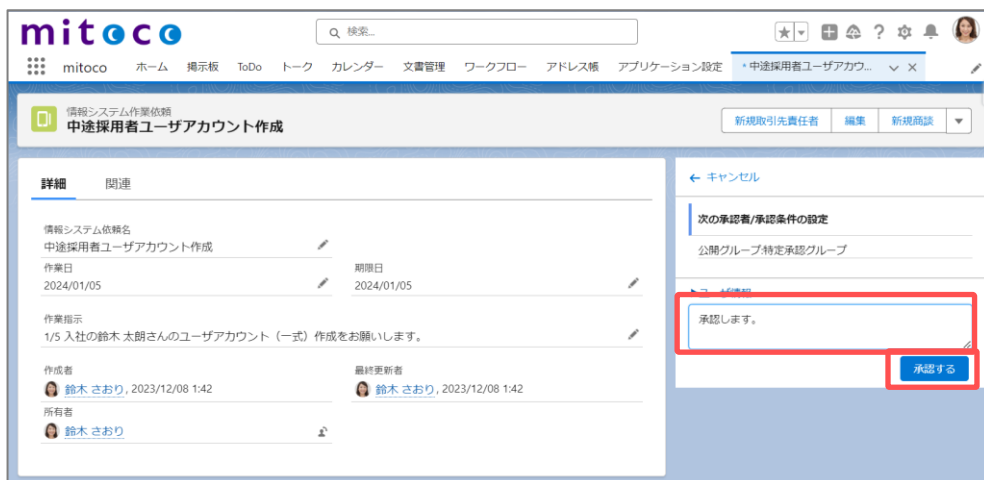 mitoco
検索...
mitoco ホーム 掲示板 ToDo トーク カレンダー 文書管理 ワークフロー アドレス帳 アプリケーション設定 * 中途採用者ユーザアカウ...
情報システム作業依頼
中途採用者ユーザアカウント作成
新規取引先責任者 編集 新規商談
詳細 関連
情報システム依頼名
中途採用者ユーザアカウント作成
作業日 期限日
2024/01/05 2024/01/05
作業指示
1/5 入社の鈴木 太朗さんのユーザアカウント（一式）作成をお願いします。
作成者 最終更新者
鈴木 さおり, 2023/12/08 1:42 鈴木 さおり, 2023/12/08 1:42
所有者
鈴木 さおり
← キャンセル
次の承認者/承認条件の設定
公開グループ:特定承認グループ
ユーザ情報
承認します。
承認する